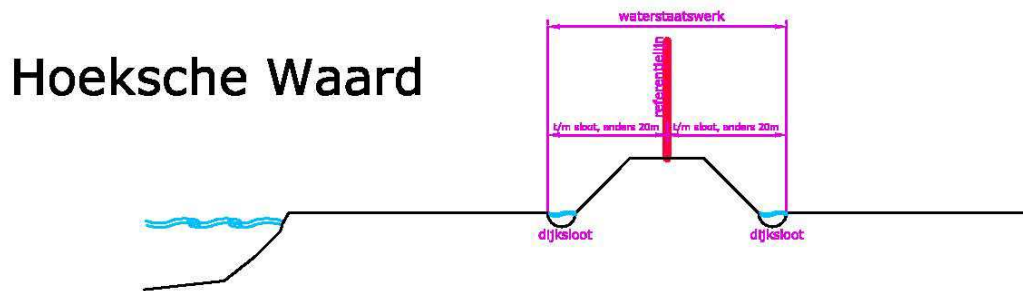 waterstaatswerk
Hoeksche Waard
referentielijn
t/m sloot, anders 20m
t/m sloot, anders 20m
dijksloot
dijksloot